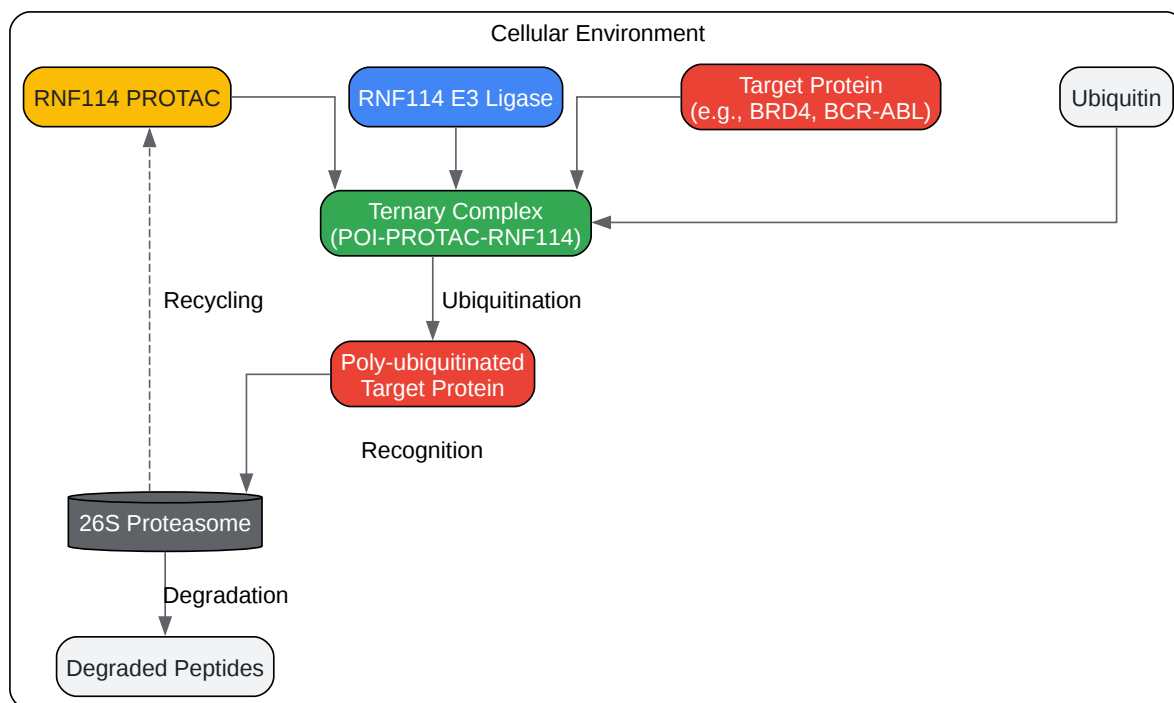 Cellular Environment
RNF114 PROTAC
RNF114 E3 Ligase
Target Protein
(e.g., BRD4, BCR-ABL)
Ubiquitin
Ternary Complex
(POI-PROTAC-RNF114)
Recycling
Ubiquitination
Poly-ubiquitinated
Target Protein
Recognition
26S Proteasome
Degradation
Degraded Peptides